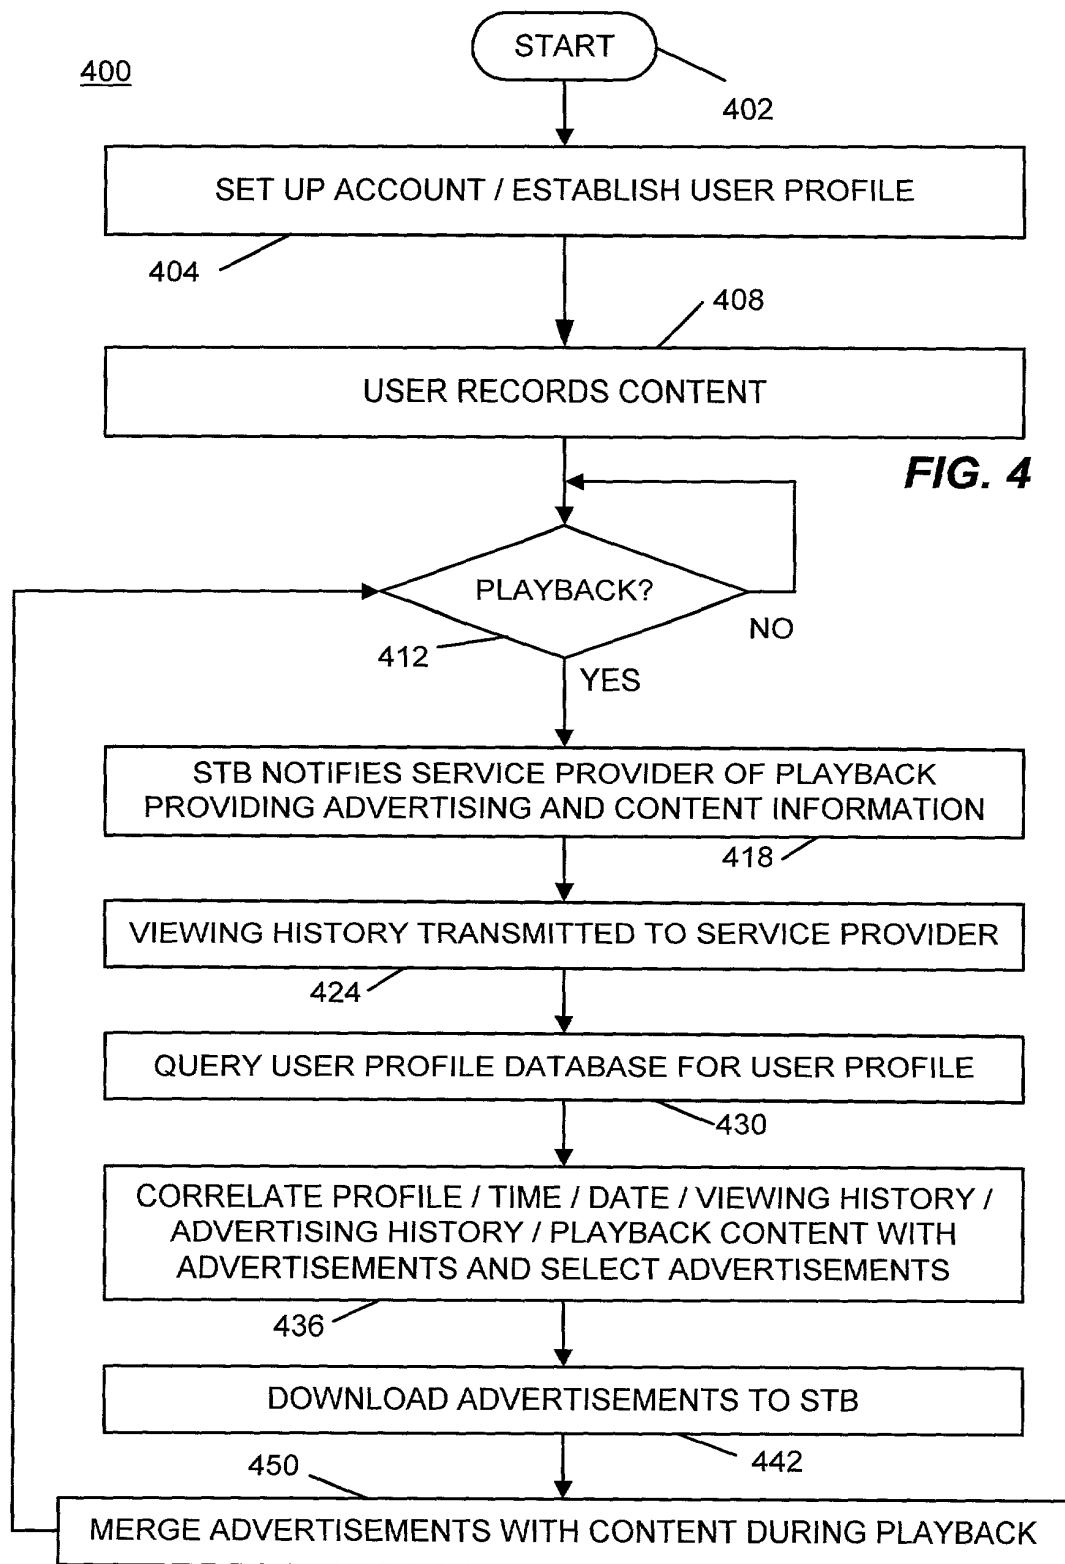 START
400
402
SET UP ACCOUNT / ESTABLISH USER PROFILE
404
408
USER RECORDS CONTENT
FIG. 4
PLAYBACK?
NO
412
YES
STB NOTIFIES SERVICE PROVIDER OF PLAYBACK
PROVIDING ADVERTISING AND CONTENT INFORMATION
418
VIEWING HISTORY TRANSMITTED TO SERVICE PROVIDER
424
QUERY USER PROFILE DATABASE FOR USER PROFILE
430
CORRELATE PROFILE / TIME / DATE / VIEWING HISTORY /
ADVERTISING HISTORY / PLAYBACK CONTENT WITH
ADVERTISEMENTS AND SELECT ADVERTISEMENTS
436
DOWNLOAD ADVERTISEMENTS TO STB
442
450
MERGE ADVERTISEMENTS WITH CONTENT DURING PLAYBACK